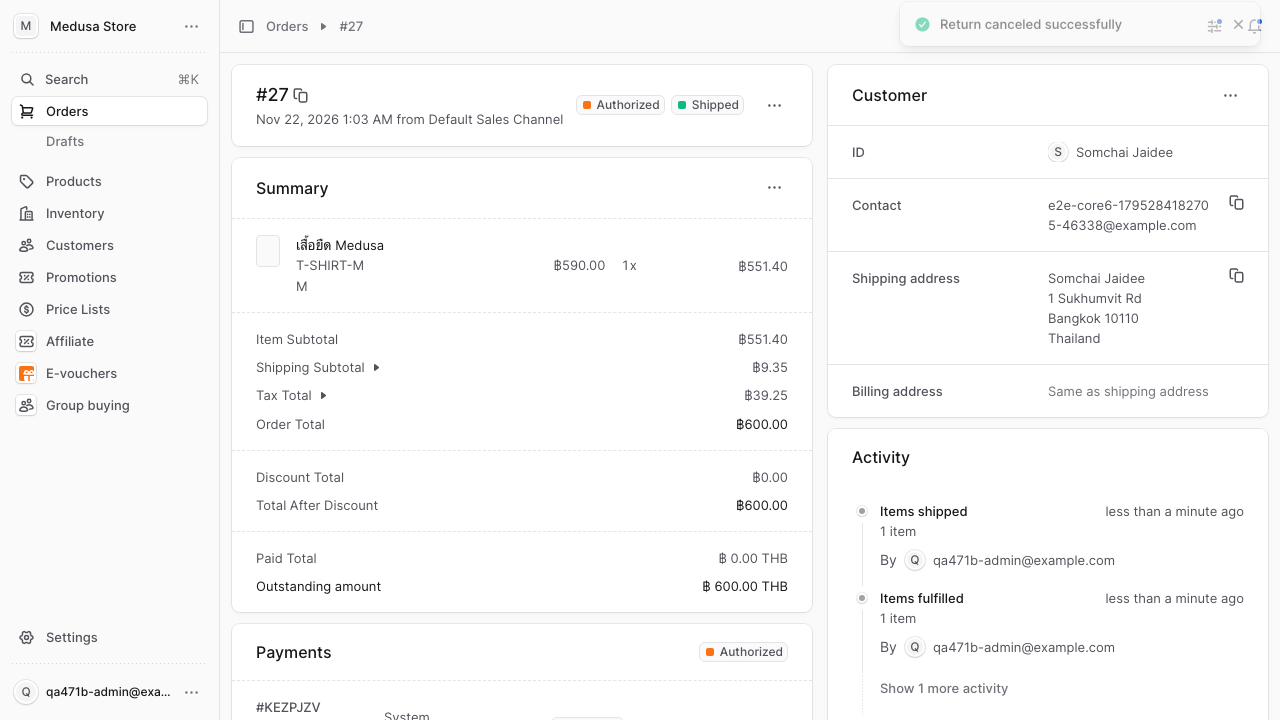 M
Medusa Store
Search
⌘K
Orders
Drafts
Products
Inventory
Customers
Promotions
Price Lists
Affiliate
E-vouchers
Group buying
Settings
Q
qa471b-admin@exa...
Orders
#27
Return canceled successfully
#27
Nov 22, 2026 1:03 AM from Default Sales Channel
Authorized
Shipped
Summary
เสื้อยืด Medusa
T-SHIRT-M
M
฿590.00
1x
฿551.40
Item Subtotal
฿551.40
Shipping Subtotal
฿9.35
Tax Total
฿39.25
Order Total
฿600.00
Discount Total
฿0.00
Total After Discount
฿600.00
Paid Total
฿ 0.00 THB
Outstanding amount
฿ 600.00 THB
Payments
Authorized
#KEZPJZV
System
Customer
ID
S
Somchai Jaidee
Contact
e2e-core6-179528418270
5-46338@example.com
Shipping address
Somchai Jaidee
1 Sukhumvit Rd
Bangkok 10110
Thailand
Billing address
Same as shipping address
Activity
Items shipped
less than a minute ago
1 item
By
Q
qa471b-admin@example.com
Items fulfilled
less than a minute ago
1 item
By
Q
qa471b-admin@example.com
Show 1 more activity